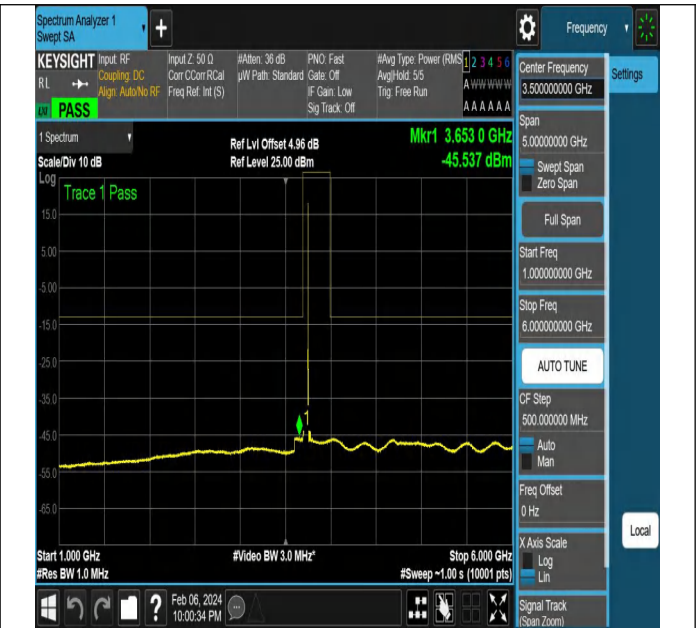 Spectrum Analyzer 1
Swept SA
+
Frequency
KEYSIGHT
RL
PASS
Input: RF
Coupling: DC
Align: Auto/No RF
Input Z: 50 Ω
Corr CCorr RCal
Freq Ref: Int (S)
#Atten: 36 dB
µW Path: Standard
PNO: Fast
Gate: Off
IF Gain: Low
Sig Track: Off
#Avg Type: Power (RMS
Avg|Hold: 5/5
Trig: Free Run
1 2 3 4 5 6
A W W W W W
A A A A A A
1 Spectrum
Scale/Div 10 dB
Log
Ref Lvl Offset 4.96 dB
Ref Level 25.00 dBm
Mkr1 3.653 0 GHz
-45.537 dBm
Trace 1 Pass
15.0
5.00
-5.00
-15.0
-25.0
-35.0
-45.0
-55.0
-65.0
1
Start 1.000 GHz
#Res BW 1.0 MHz
#Video BW 3.0 MHz*
Stop 6.000 GHz
#Sweep ~1.00 s (10001 pts)
?
Feb 06, 2024
10:00:34 PM
Center Frequency
3.500000000 GHz
Settings
Span
5.00000000 GHz
Swept Span
Zero Span
Full Span
Start Freq
1.000000000 GHz
Stop Freq
6.000000000 GHz
AUTO TUNE
CF Step
500.000000 MHz
Auto
Man
Freq Offset
0 Hz
X Axis Scale
Log
Lin
Local
Signal Track
(Span Zoom)